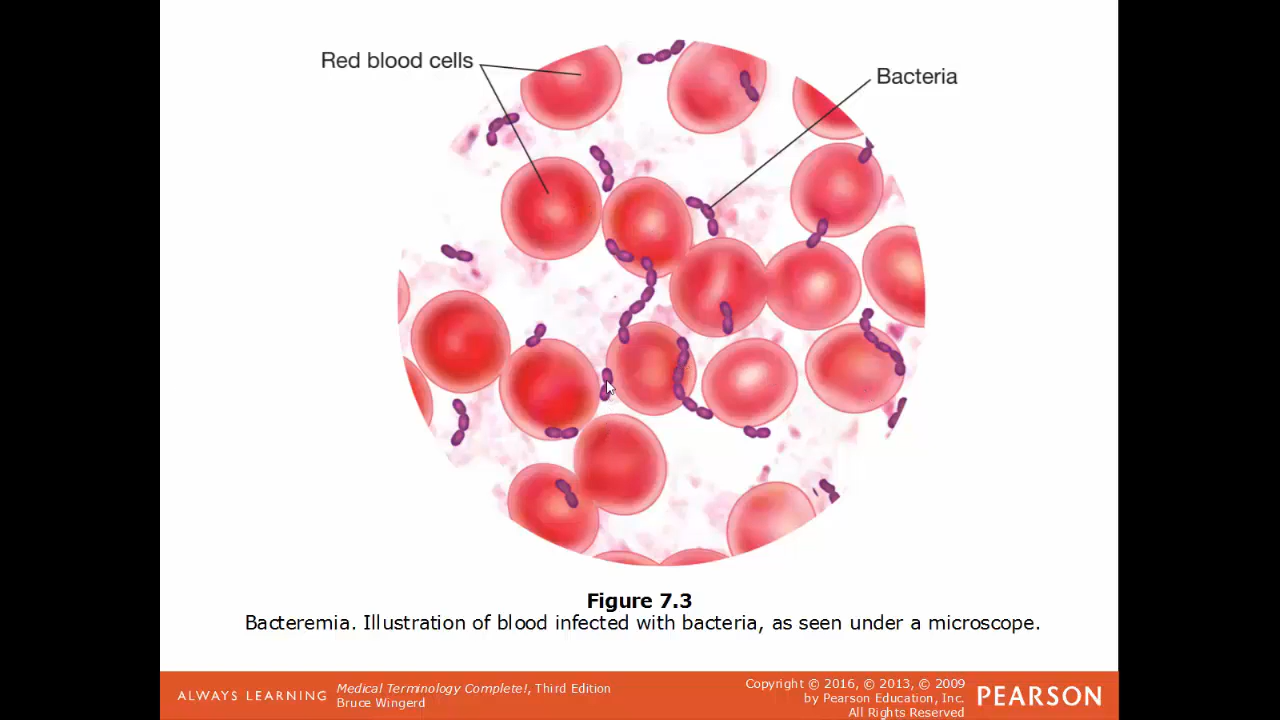 Red blood cells
Bacteria
Figure 7.3
Bacteremia. Illustration of blood infected with bacteria, as seen under a microscope.
ALWAYS LEARNING
Medical Terminology Complete!, Third Edition
Bruce Wingerd
Copyright © 2016, © 2013, © 2009
by Pearson Education, Inc.
All Rights Reserved
PEARSON